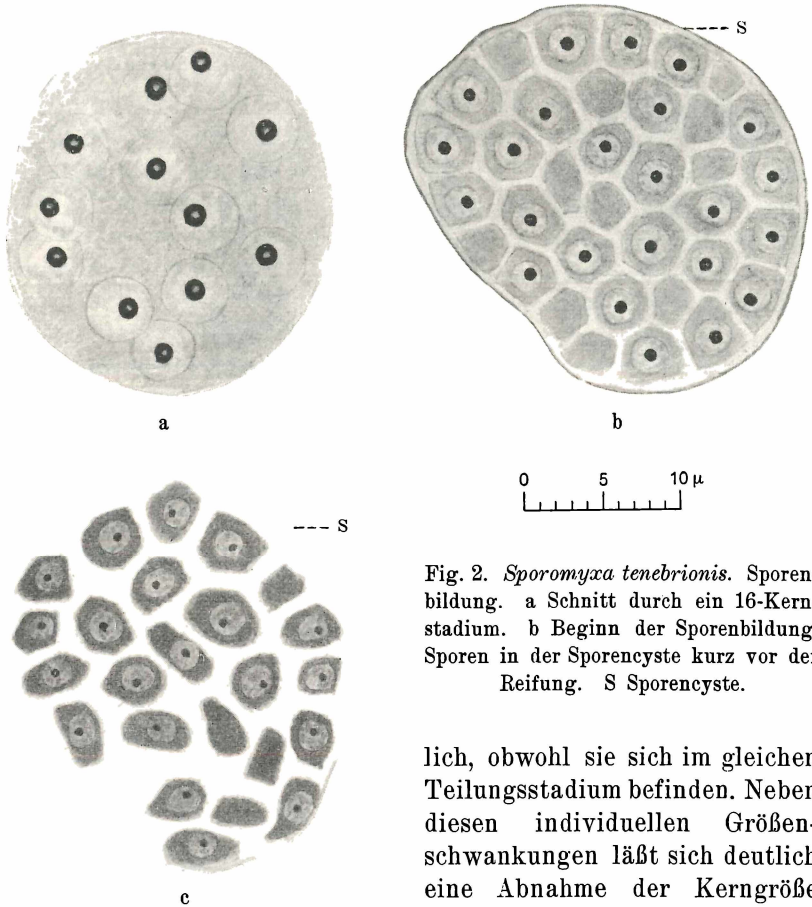 S
a
b
0 5 10 μ
S
Fig. 2. Sporomyxa tenebrionis. Sporen
bildung. a Schnitt durch ein 16-Kern
stadium. b Beginn der Sporenbildung
Sporen in der Sporencyste kurz vor de
Reifung. S Sporencyste.
lich, obwohl sie sich im gleichen
Teilungsstadium befinden. Neben
diesen individuellen Größen-
schwankungen läßt sich deutlich
eine Abnahme der Kerngröße
c